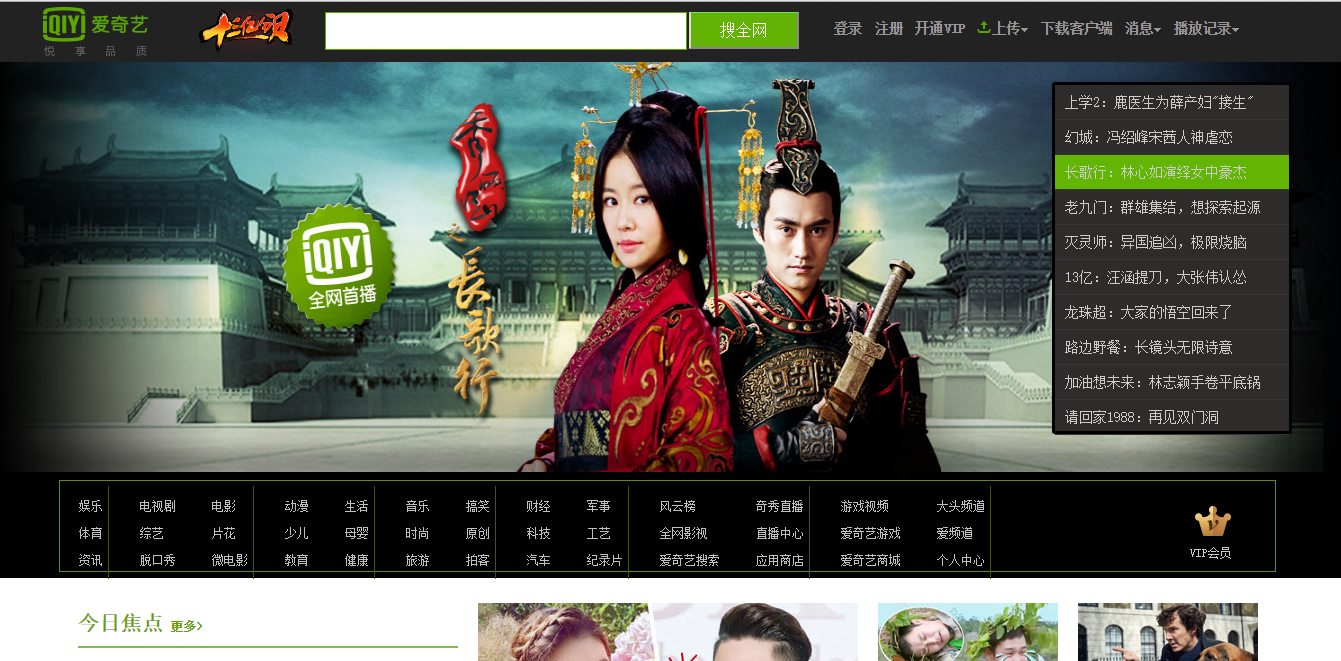 iQIYI 爱奇艺
悦享品质
搜全网
登录 注册 开通VIP 上传 下载客户端 消息 播放记录
秀丽江山
之
長歌行
iQIYI
全网首播
上学2：鹿医生为薛产妇"接生"
幻城：冯绍峰宋茜人神虐恋
长歌行：林心如演绎女中豪杰
老九门：群雄集结，想探索起源
灭灵师：异国追凶，极限烧脑
13亿：汪涵提刀，大张伟认怂
龙珠超：大家的悟空回来了
路边野餐：长镜头无限诗意
加油想未来：林志颖手卷平底锅
请回家1988：再见双门洞
娱乐 电视剧 电影 动漫 生活 音乐 搞笑 财经 军事 风云榜 奇秀直播 游戏视频 大头频道
体育 综艺 片花 少儿 母婴 时尚 原创 科技 工艺 全网影视 直播中心 爱奇艺游戏 爱频道
资讯 脱口秀 微电影 教育 健康 旅游 拍客 汽车 纪录片 爱奇艺搜索 应用商店 爱奇艺商城 个人中心
VIP会员
今日焦点 更多>